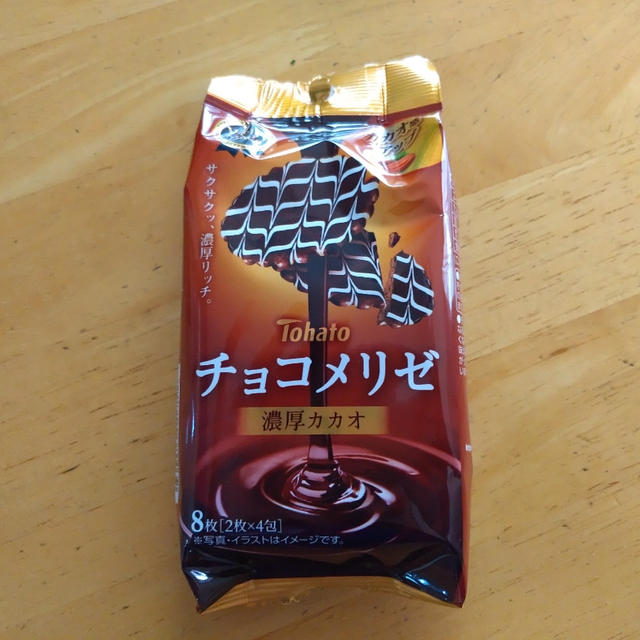 サクサクッ、濃厚リッチ。
Tohato
チョコメリゼ
濃厚カカオ
8枚[2枚×4包]
※写真・イラストはイメージです。